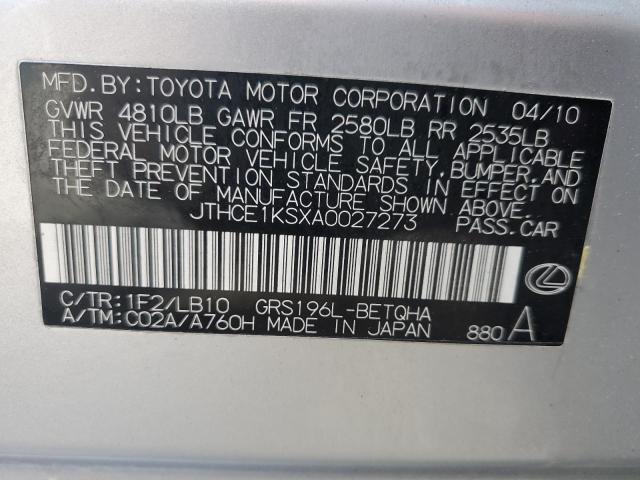 MFD. BY: TOYOTA MOTOR CORPORATION 04/10
GVWR 4810LB GAWR FR 2580LB RR 2535LB
THIS VEHICLE CONFORMS TO ALL APPLICABLE
FEDERAL MOTOR VEHICLE SAFETY, BUMPER, AND
THEFT PREVENTION STANDARDS IN EFFECT ON
THE DATE OF MANUFACTURE SHOWN ABOVE.
JTHCE1KSXA0027273 PASS. CAR
C/TR: 1F2/LB10 GRS196L-BETQHA
A/TM: C02A/A760H MADE IN JAPAN 880 A